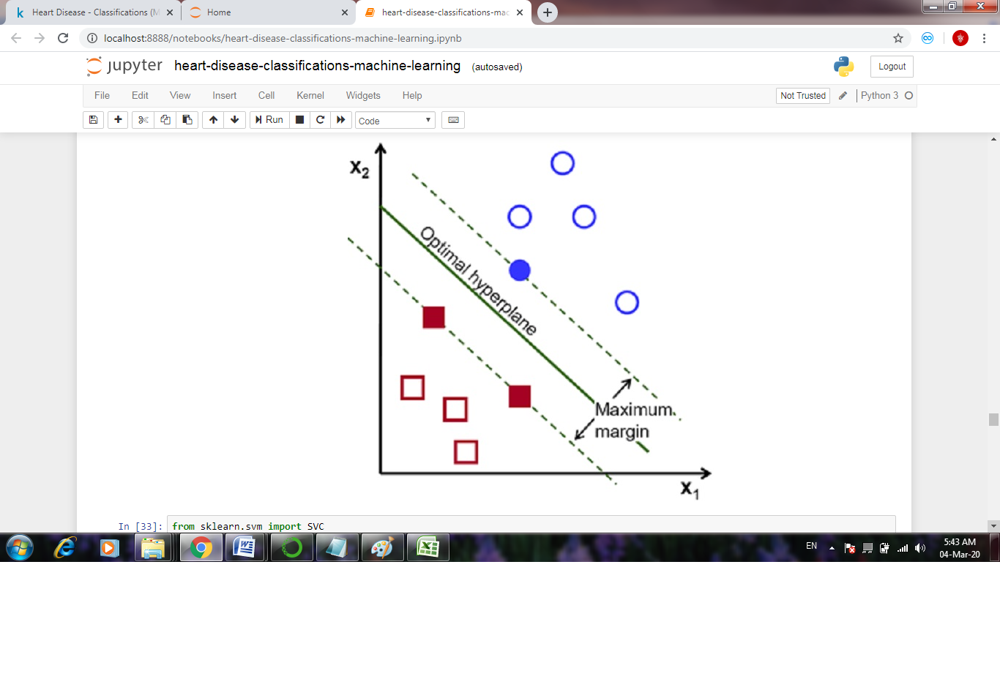 Heart Disease - Classifications (M
Home
heart-disease-classifications-mac
localhost:8888/notebooks/heart-disease-classifications-machine-learning.ipynb
jupyter heart-disease-classifications-machine-learning (autosaved)
Logout
File Edit View Insert Cell Kernel Widgets Help
Not Trusted
Python 3
Run
Code
X2
Optimal hyperplane
Maximum
margin
X1
In [33]: from sklearn.svm import SVC
EN
5:43 AM
04-Mar-20